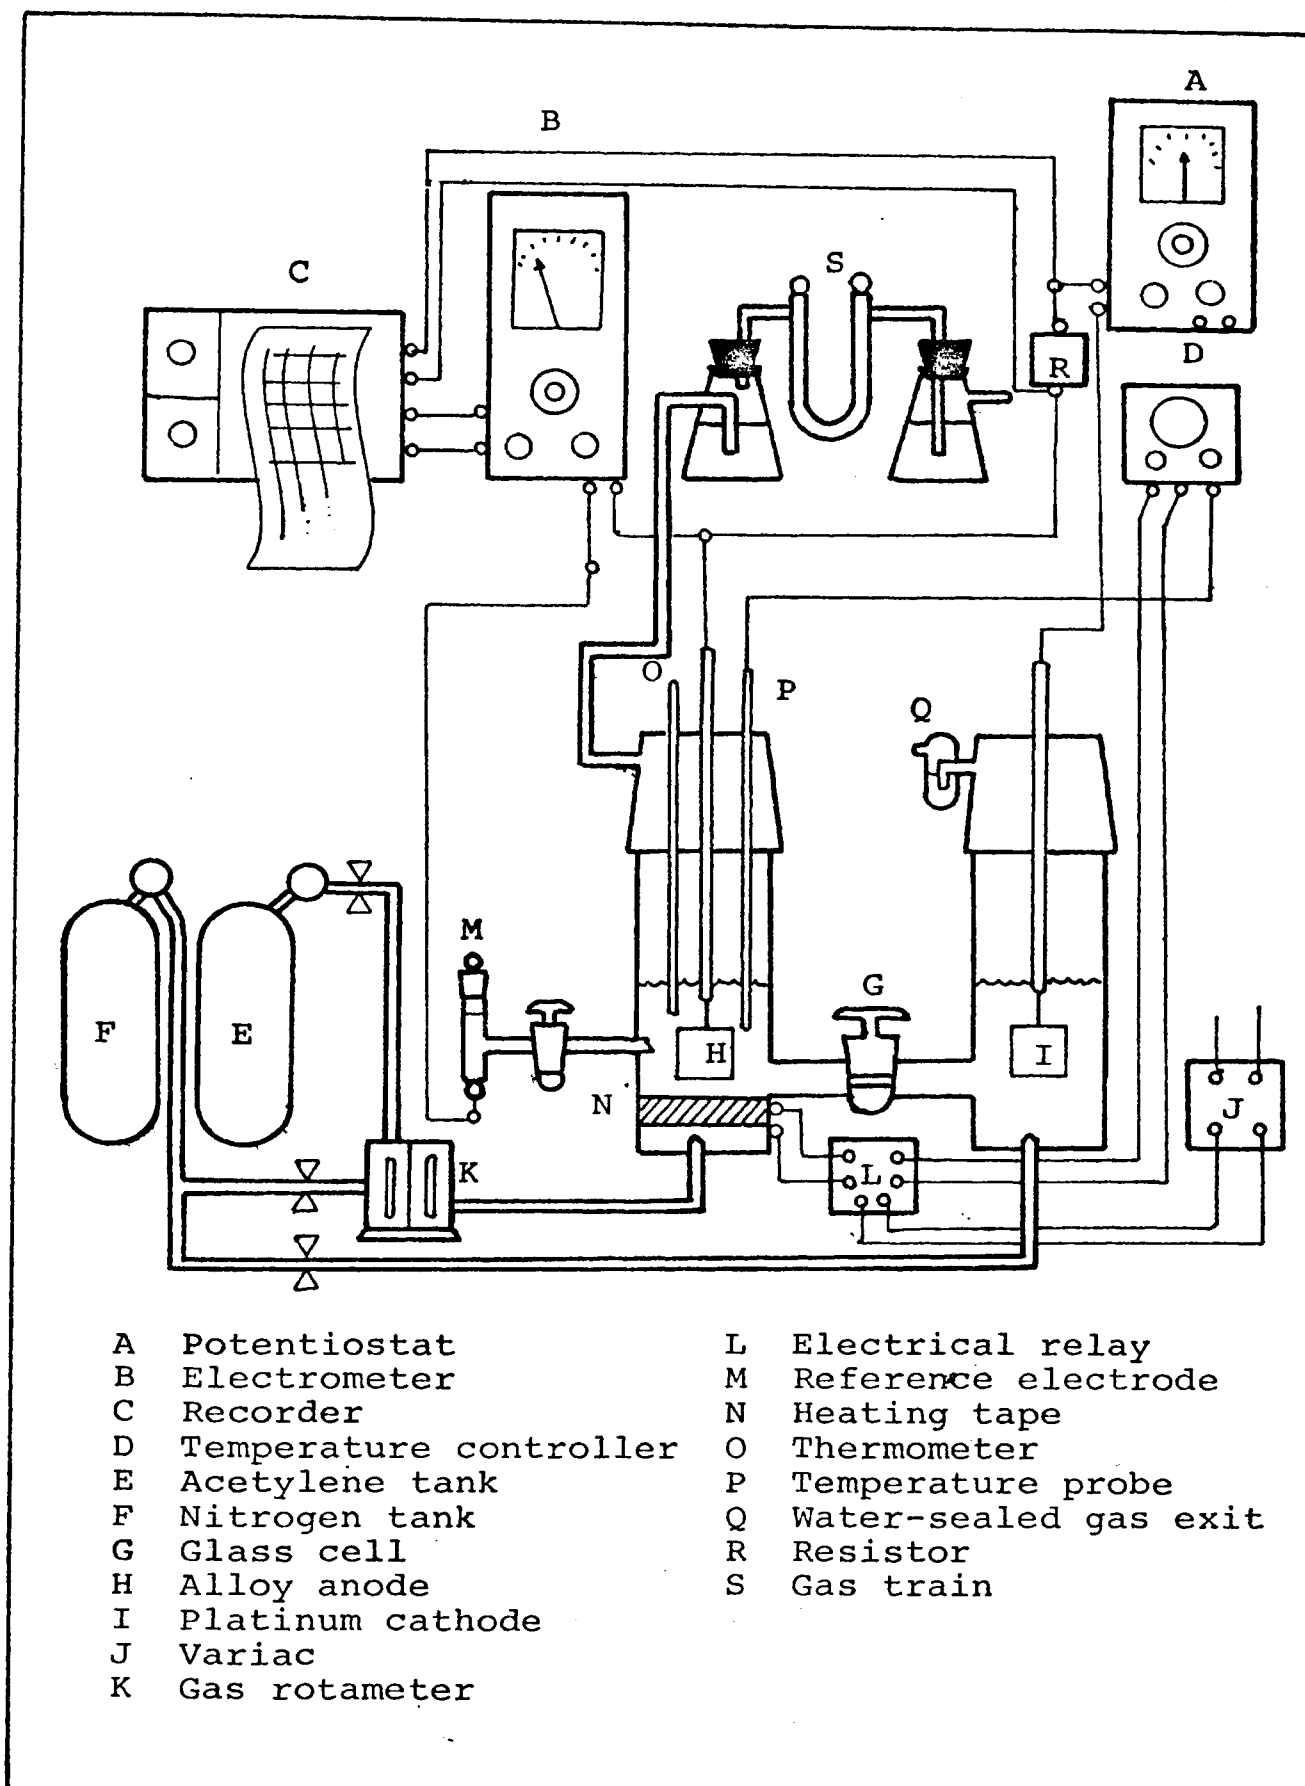 A
B
C
S
R
D
O
P
Q
M
G
F
E
H
I
N
J
K
L
A Potentiostat
B Electrometer
C Recorder
D Temperature controller
E Acetylene tank
F Nitrogen tank
G Glass cell
H Alloy anode
I Platinum cathode
J Variac
K Gas rotameter
L Electrical relay
M Reference electrode
N Heating tape
O Thermometer
P Temperature probe
Q Water-sealed gas exit
R Resistor
S Gas train